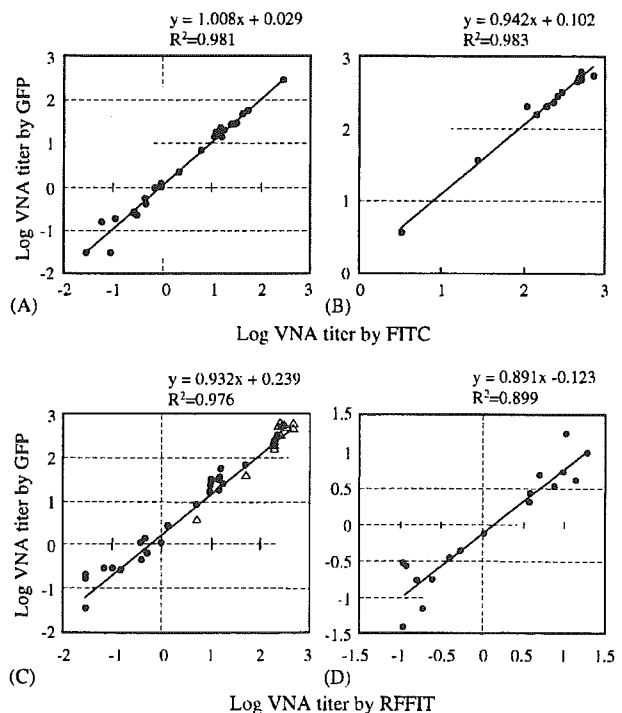 y = 1.008x + 0.029
R²=0.981
y = 0.942x + 0.102
R²=0.983
Log VNA titer by GFP
3
2
1
0
-1
-2
3
2
1
0
-2
-1
0
1
2
3
0
1
2
3
(A)
(B)
Log VNA titer by FITC
y = 0.932x + 0.239
R²=0.976
y = 0.891x -0.123
R²=0.899
Log VNA titer by GFP
3
2
1
0
-1
2
1.5
1
0.5
0
-0.5
-1
-1.5
-2
-1
0
1
2
3
-1.5
-1
-0.5
0
0.5
1
1.5
(C)
(D)
Log VNA titer by RFFIT